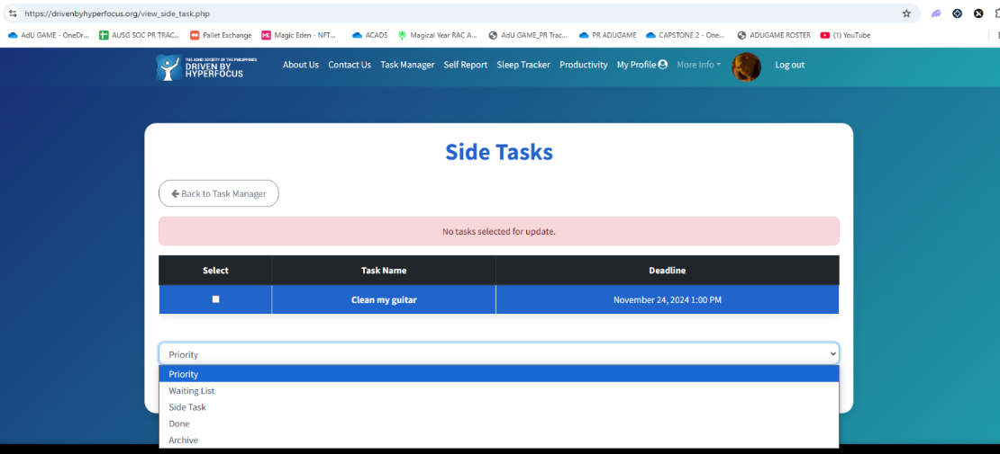 https://drivenbyhyperfocus.org/view_side_task.php
AdU GAME - OneDr... AUSG SOC PR TRAC... Pallet Exchange Magic Eden - NFT... ACADS Magical Year RAC A... AdU GAME_PR Trac... PR ADUGAME CAPSTONE 2 - One... ADUGAME ROSTER (1) YouTube
THE ADHD SOCIETY OF THE PHILIPPINES
DRIVEN BY
HYPERFOCUS
About Us Contact Us Task Manager Self Report Sleep Tracker Productivity My Profile More Info Log out
Side Tasks
Back to Task Manager
No tasks selected for update.
Select Task Name Deadline
Clean my guitar November 24, 2024 1:00 PM
Priority
Priority
Waiting List
Side Task
Done
Archive